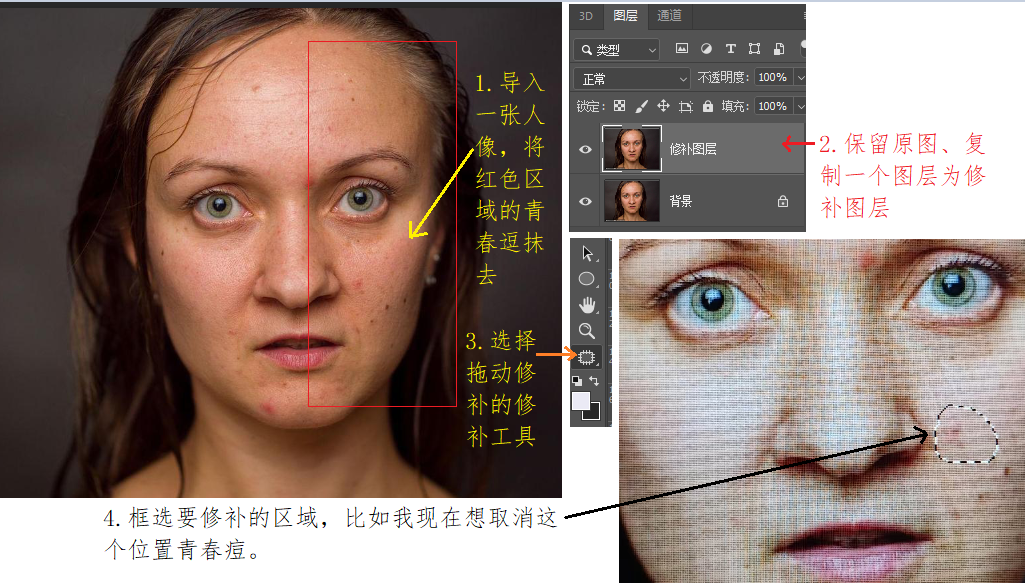 1.导入
一张人
像，将
红色区
域的青
春逗抹
去
3.选择
拖动修
补的修
补工具
3D 图层 通道
类型
正常 不透明度: 100%
锁定: 填充: 100%
修补图层
背景
2.保留原图、复
制一个图层为修
补图层
4.框选要修补的区域，比如我现在想取消这
个位置青春痘。